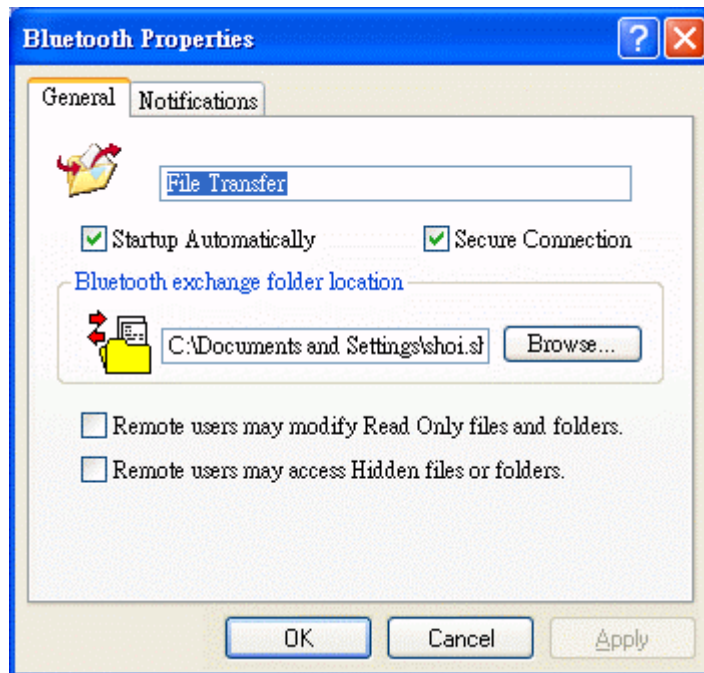 Bluetooth Properties
General Notifications
File Transfer
Startup Automatically Secure Connection
Bluetooth exchange folder location
C:\Documents and Settings\shoi.sh Browse...
Remote users may modify Read Only files and folders.
Remote users may access Hidden files or folders.
OK Cancel Apply